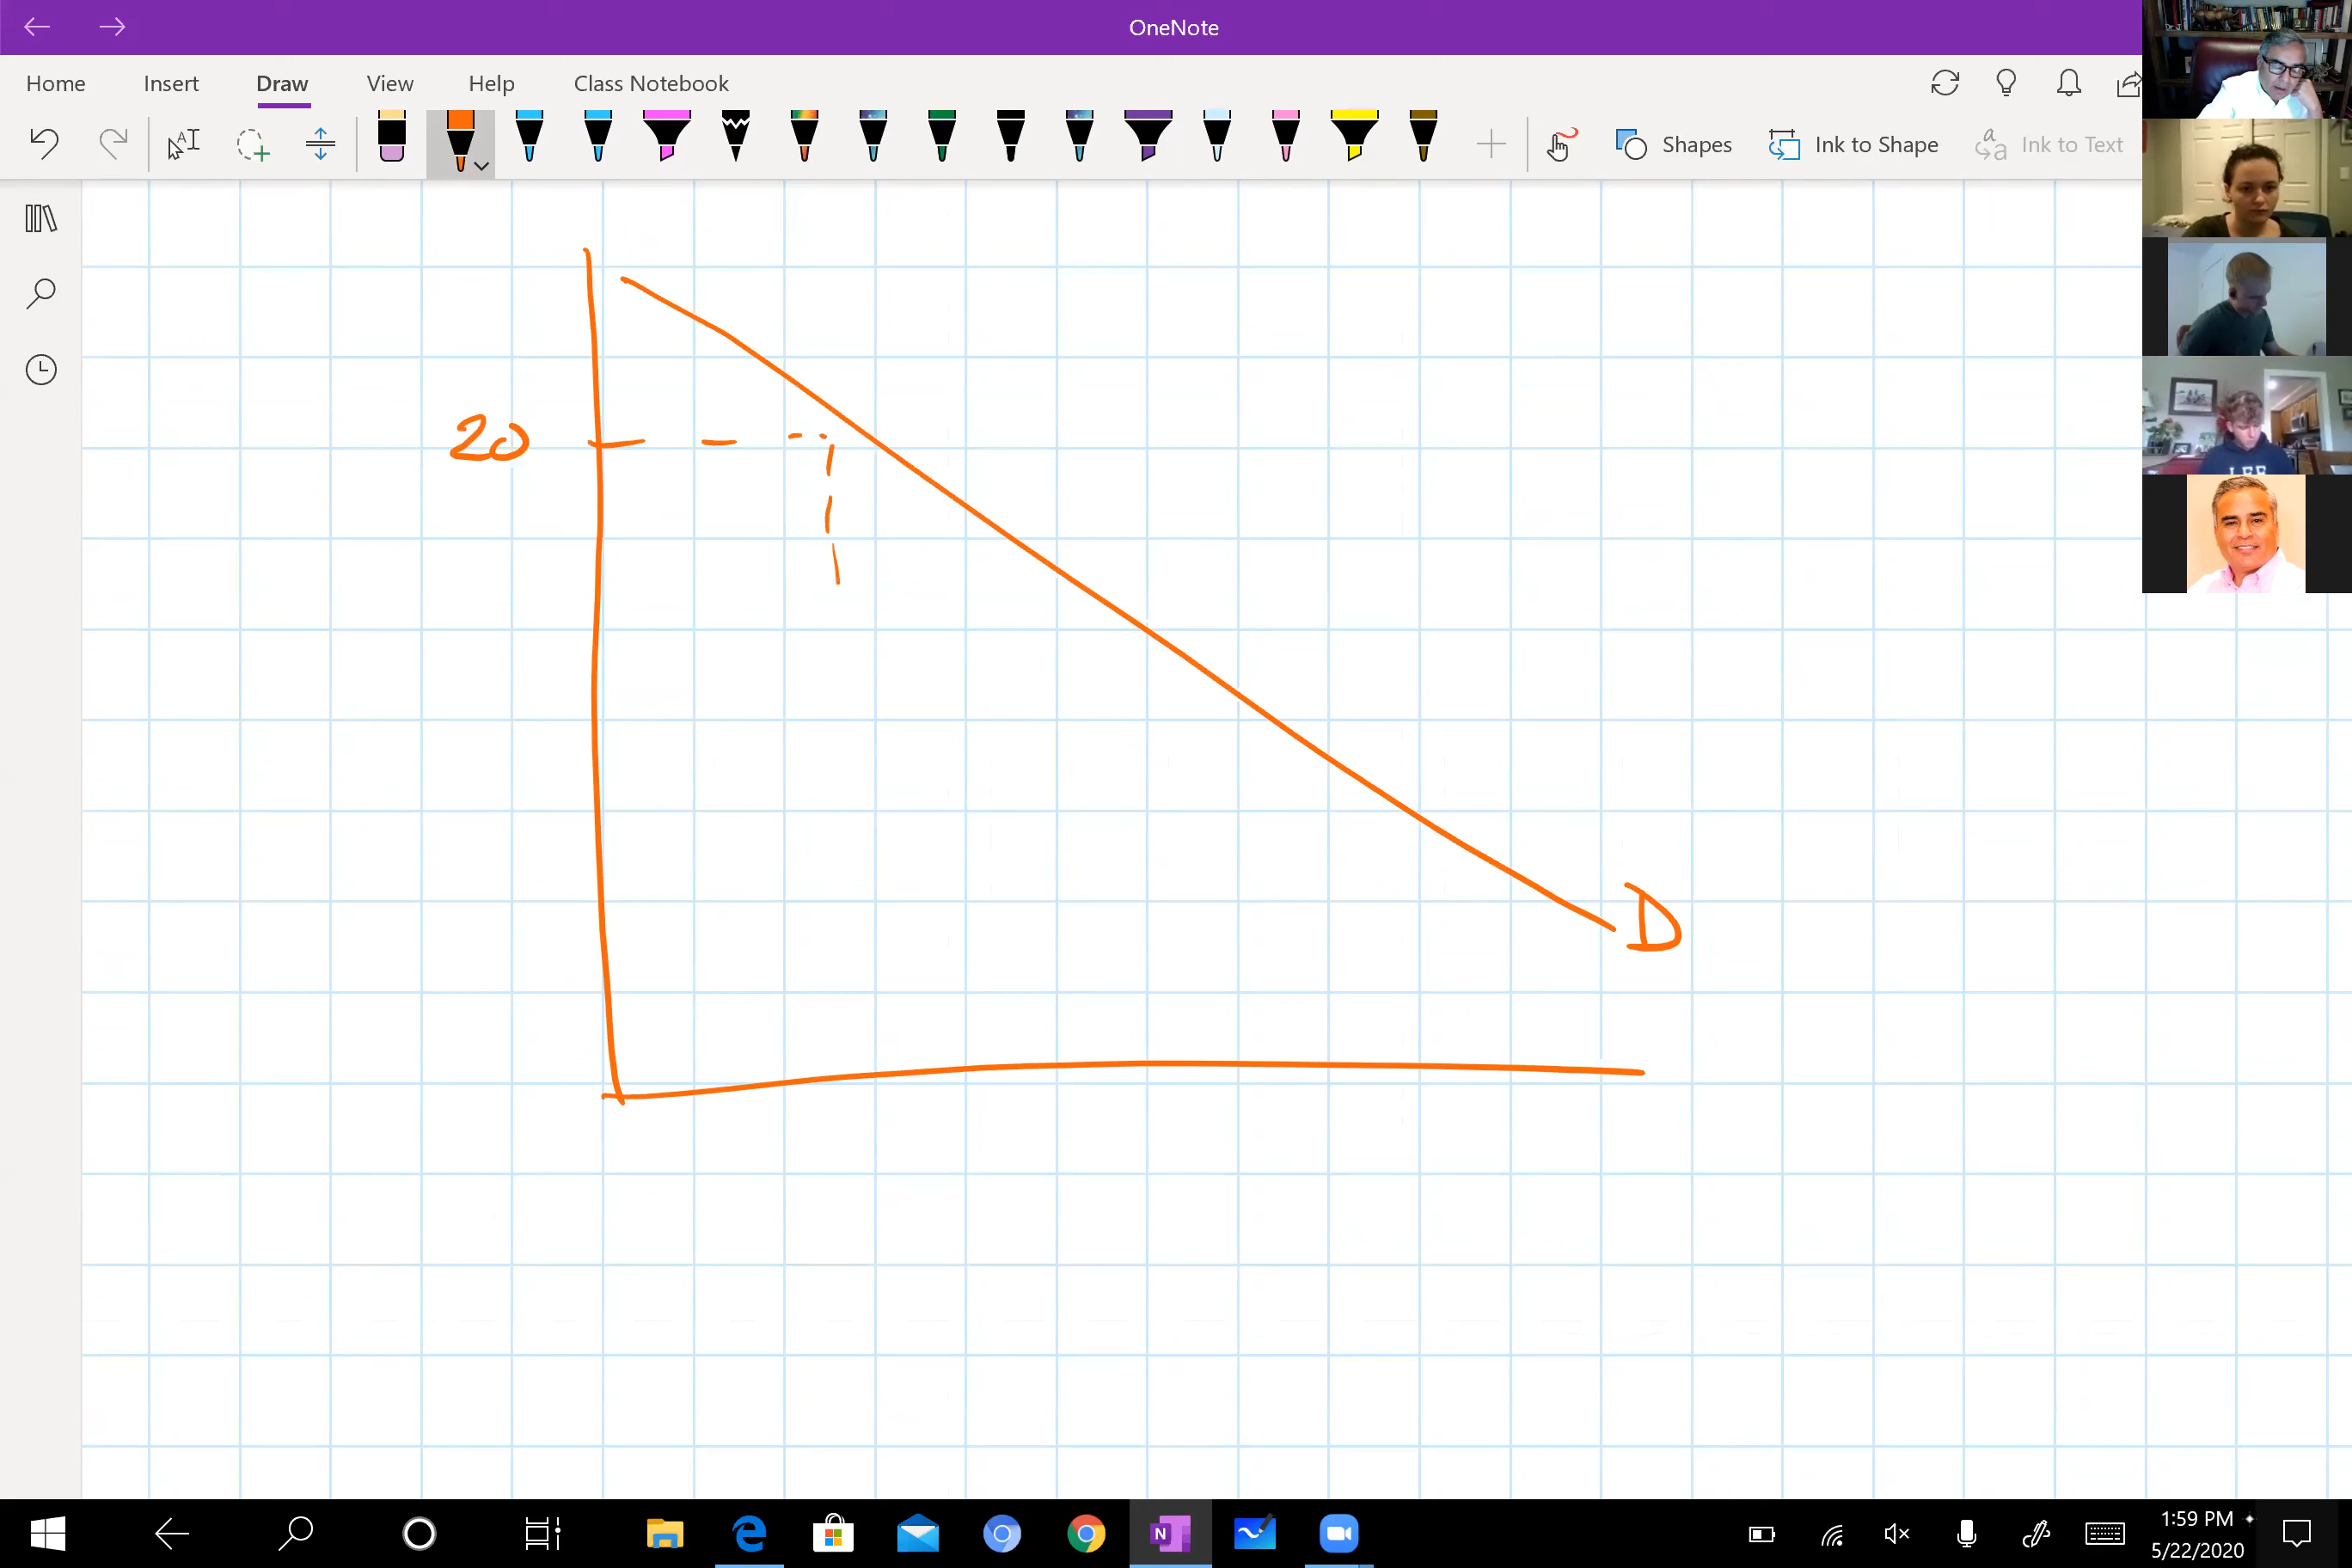 OneNote
Home Insert Draw View Help Class Notebook
Shapes Ink to Shape Ink to Text
20
D
LEE
1:59 PM
5/22/2020